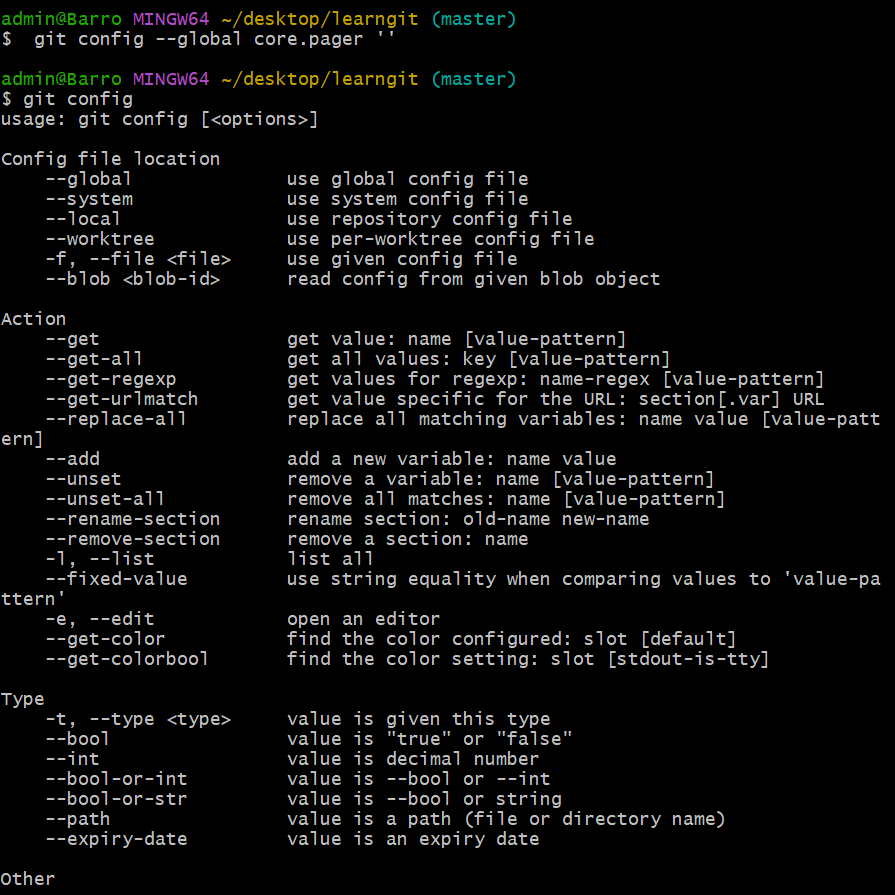 admin@Barro MINGW64 ~/desktop/learngit (master)
$  git config --global core.pager ''
admin@Barro MINGW64 ~/desktop/learngit (master)
$ git config
usage: git config [<options>]
Config file location
    --global              use global config file
    --system              use system config file
    --local               use repository config file
    --worktree            use per-worktree config file
    -f, --file <file>     use given config file
    --blob <blob-id>      read config from given blob object
Action
    --get                 get value: name [value-pattern]
    --get-all             get all values: key [value-pattern]
    --get-regexp          get values for regexp: name-regex [value-pattern]
    --get-urlmatch        get value specific for the URL: section[.var] URL
    --replace-all         replace all matching variables: name value [value-patt
ern]
    --add                 add a new variable: name value
    --unset               remove a variable: name [value-pattern]
    --unset-all           remove all matches: name [value-pattern]
    --rename-section      rename section: old-name new-name
    --remove-section      remove a section: name
    -l, --list            list all
    --fixed-value         use string equality when comparing values to 'value-pa
ttern'
    -e, --edit            open an editor
    --get-color           find the color configured: slot [default]
    --get-colorbool       find the color setting: slot [stdout-is-tty]
Type
    -t, --type <type>     value is given this type
    --bool                value is "true" or "false"
    --int                 value is decimal number
    --bool-or-int         value is --bool or --int
    --bool-or-str         value is --bool or string
    --path                value is a path (file or directory name)
    --expiry-date         value is an expiry date
Other